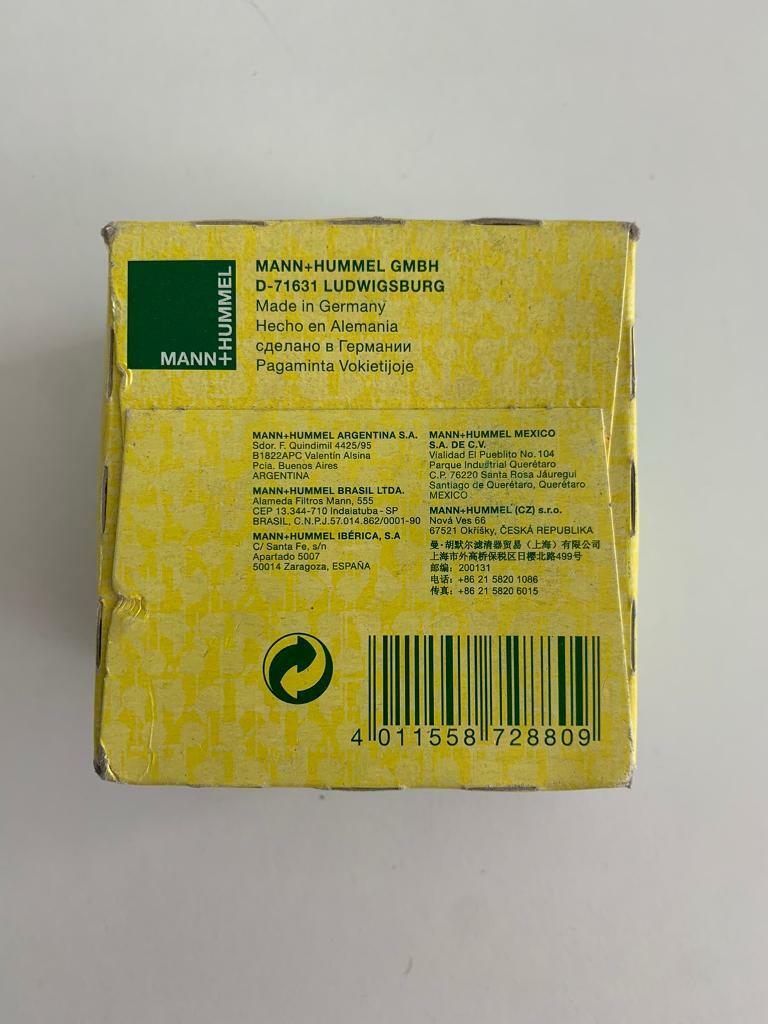 MANN+HUMMEL
MANN+HUMMEL GMBH
D-71631 LUDWIGSBURG
Made in Germany
Hecho en Alemania
сделано в Германии
Pagaminta Vokietijoje
MANN+HUMMEL ARGENTINA S.A.
Sdor. F. Quindimil 4425/95
B1822APC Valentín Alsina
Pcia. Buenos Aires
ARGENTINA
MANN+HUMMEL BRASIL LTDA.
Alameda Filtros Mann, 555
CEP 13.344-710 Indaiatuba - SP
BRASIL, C.N.P.J.57.014.862/0001-90
MANN+HUMMEL IBÉRICA, S.A
C/ Santa Fe, s/n
Apartado 5007
50014 Zaragoza, ESPAÑA
MANN+HUMMEL MEXICO
S.A. DE C.V.
Vialidad El Pueblito No. 104
Parque Industrial Querétaro
C.P. 76220 Santa Rosa Jáuregui
Santiago de Querétaro, Querétaro
MEXICO
MANN+HUMMEL (CZ) s.r.o.
Nová Ves 66
67521 Okříšky, ČESKÁ REPUBLIKA
曼·胡默尔滤清器贸易（上海）有限公司
上海市外高桥保税区日樱北路499号
邮编：200131
电话：+86 21 5820 1086
传真：+86 21 5820 6015
4 011558 728809